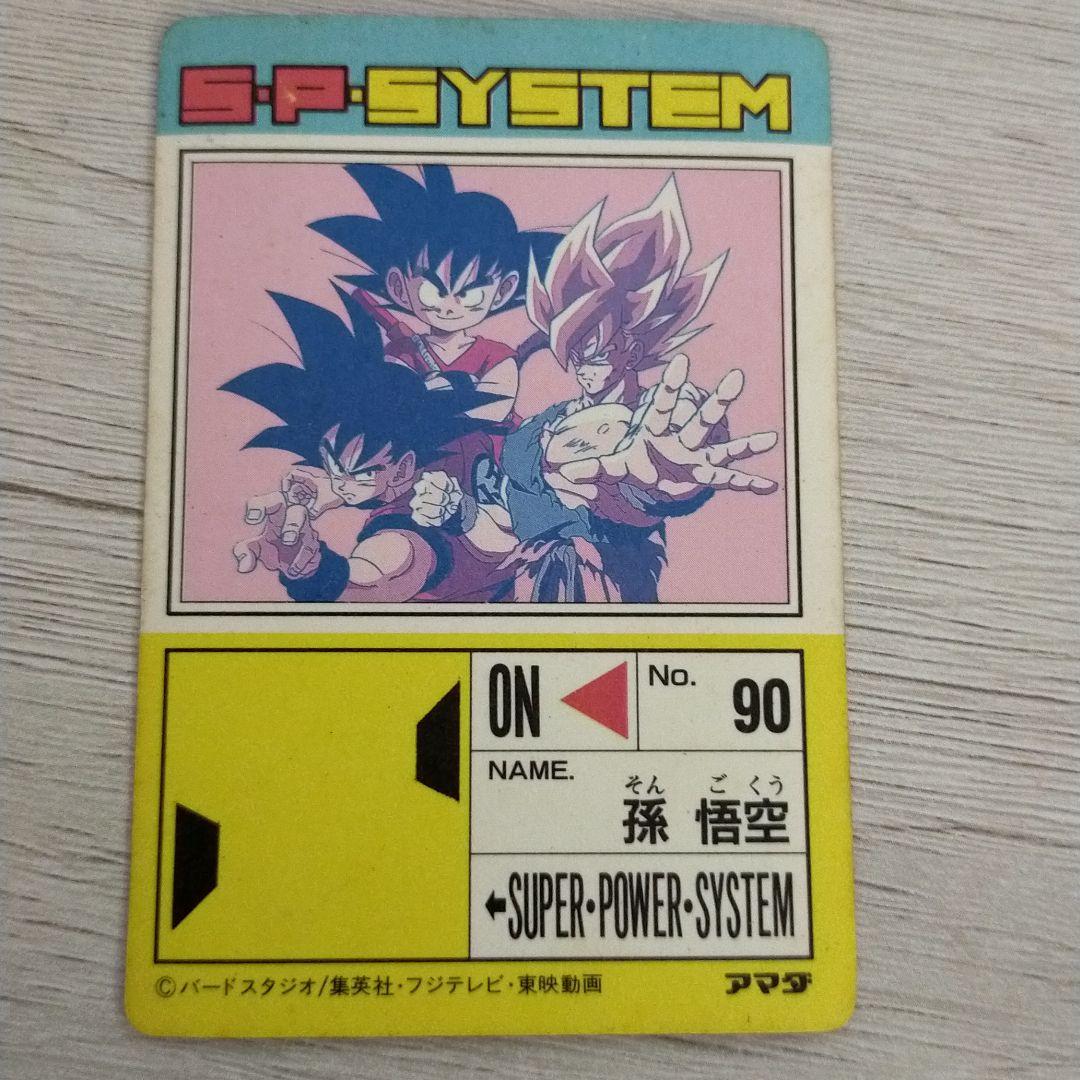 S·P·SYSTEM
ON
No. 90
NAME.
そん ご くう
孫 悟空
←SUPER·POWER·SYSTEM
©バードスタジオ/集英社·フジテレビ·東映動画
アマダ